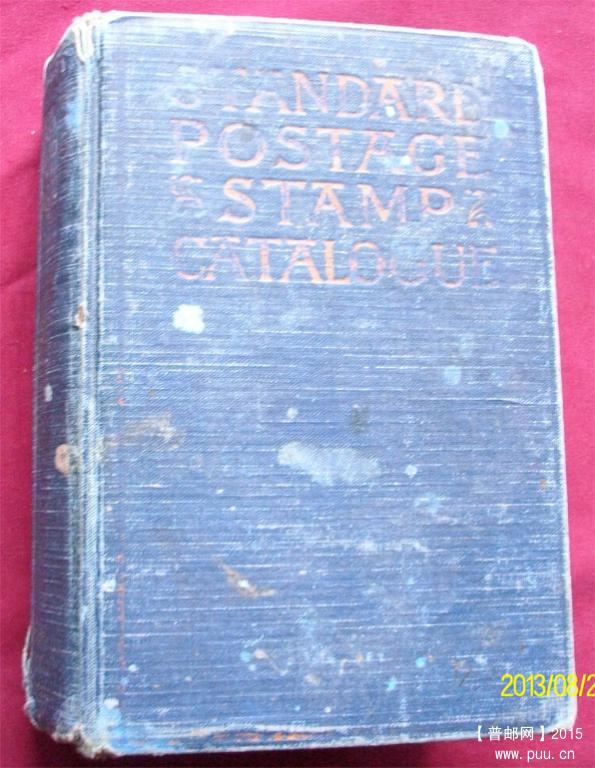 STANDARD
POSTAGE
STAMP
CATALOGUE
2013/08/2
【普邮网】2015
www.puu.cn